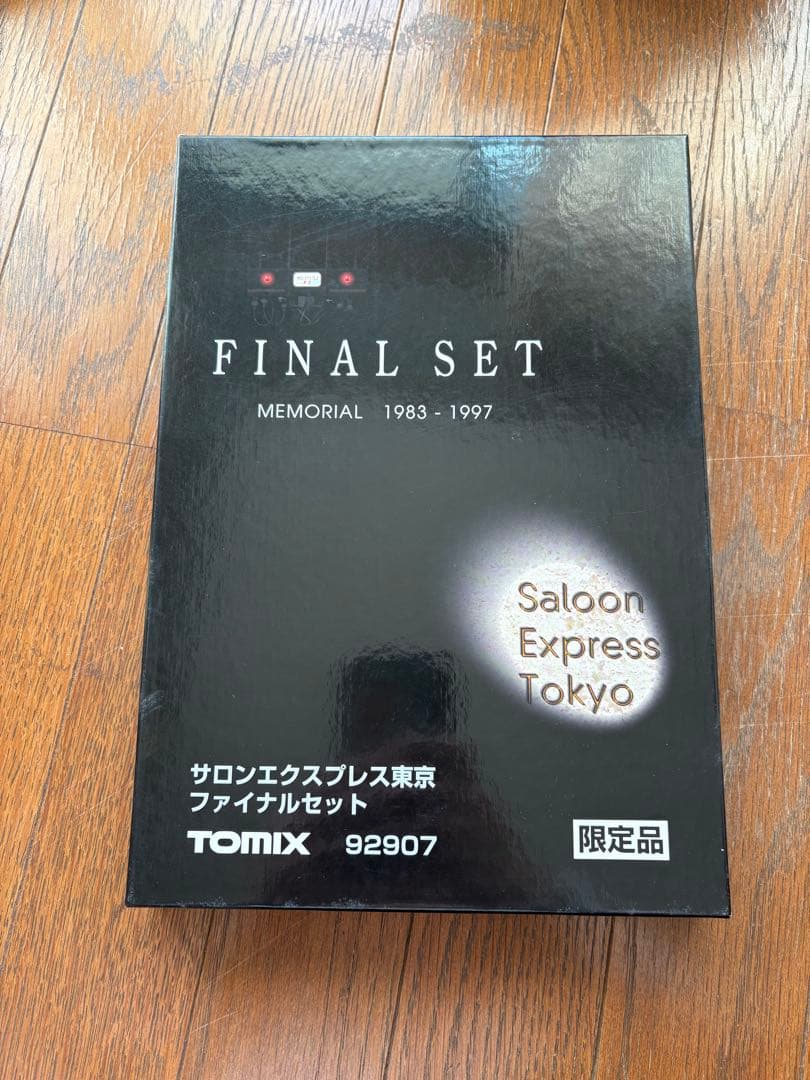 FINAL SET
MEMORIAL 1983 - 1997
Saloon
Express
Tokyo
サロンエクスプレス東京
ファイナルセット
TOMIX 92907
限定品